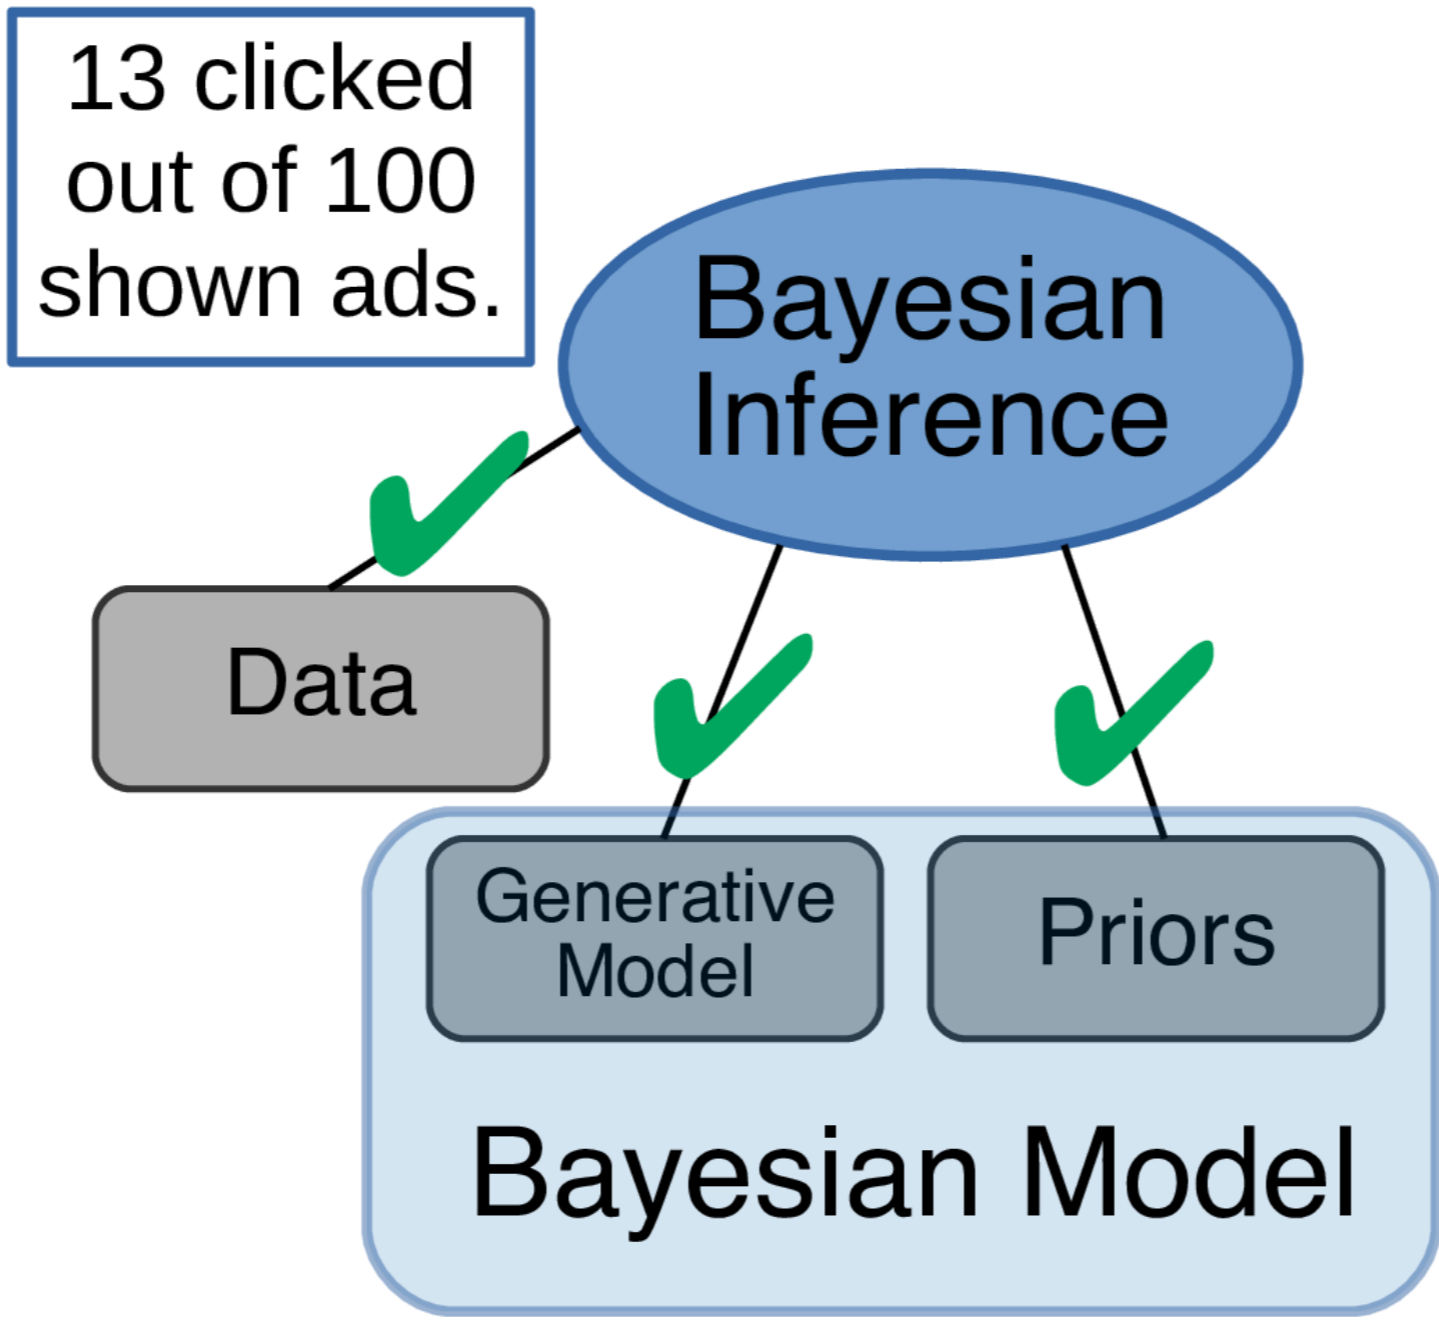 13 clicked
out of 100
shown ads.
Bayesian
Inference
Data
Generative
Model
Priors
Bayesian Model